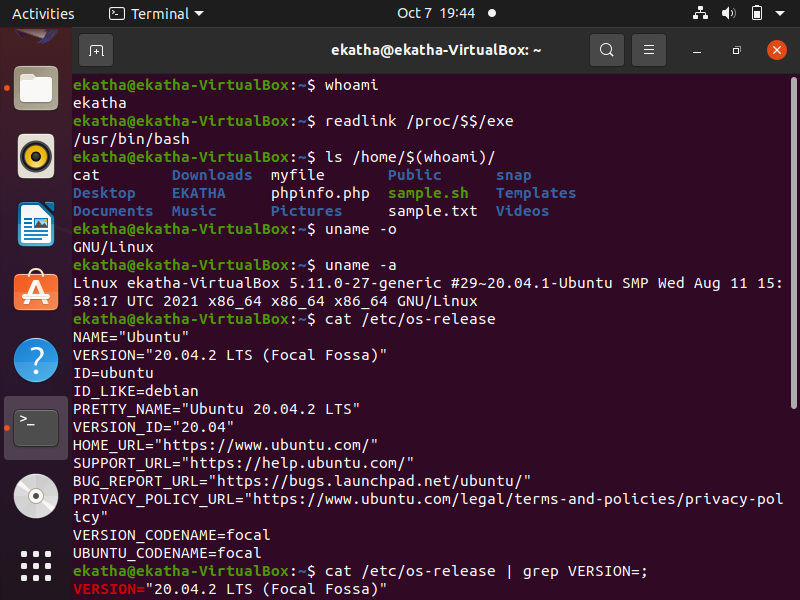 Activities Terminal Oct 7 19:44
ekatha@ekatha-VirtualBox: ~
ekatha@ekatha-VirtualBox:~$ whoami
ekatha
ekatha@ekatha-VirtualBox:~$ readlink /proc/$$/exe
/usr/bin/bash
ekatha@ekatha-VirtualBox:~$ ls /home/$(whoami)/
cat Downloads myfile Public snap
Desktop EKATHA phpinfo.php sample.sh Templates
Documents Music Pictures sample.txt Videos
ekatha@ekatha-VirtualBox:~$ uname -o
GNU/Linux
ekatha@ekatha-VirtualBox:~$ uname -a
Linux ekatha-VirtualBox 5.11.0-27-generic #29~20.04.1-Ubuntu SMP Wed Aug 11 15:
58:17 UTC 2021 x86_64 x86_64 x86_64 GNU/Linux
ekatha@ekatha-VirtualBox:~$ cat /etc/os-release
NAME="Ubuntu"
VERSION="20.04.2 LTS (Focal Fossa)"
ID=ubuntu
ID_LIKE=debian
PRETTY_NAME="Ubuntu 20.04.2 LTS"
VERSION_ID="20.04"
HOME_URL="https://www.ubuntu.com/"
SUPPORT_URL="https://help.ubuntu.com/"
BUG_REPORT_URL="https://bugs.launchpad.net/ubuntu/"
PRIVACY_POLICY_URL="https://www.ubuntu.com/legal/terms-and-policies/privacy-pol
icy"
VERSION_CODENAME=focal
UBUNTU_CODENAME=focal
ekatha@ekatha-VirtualBox:~$ cat /etc/os-release | grep VERSION=;
VERSION="20.04.2 LTS (Focal Fossa)"